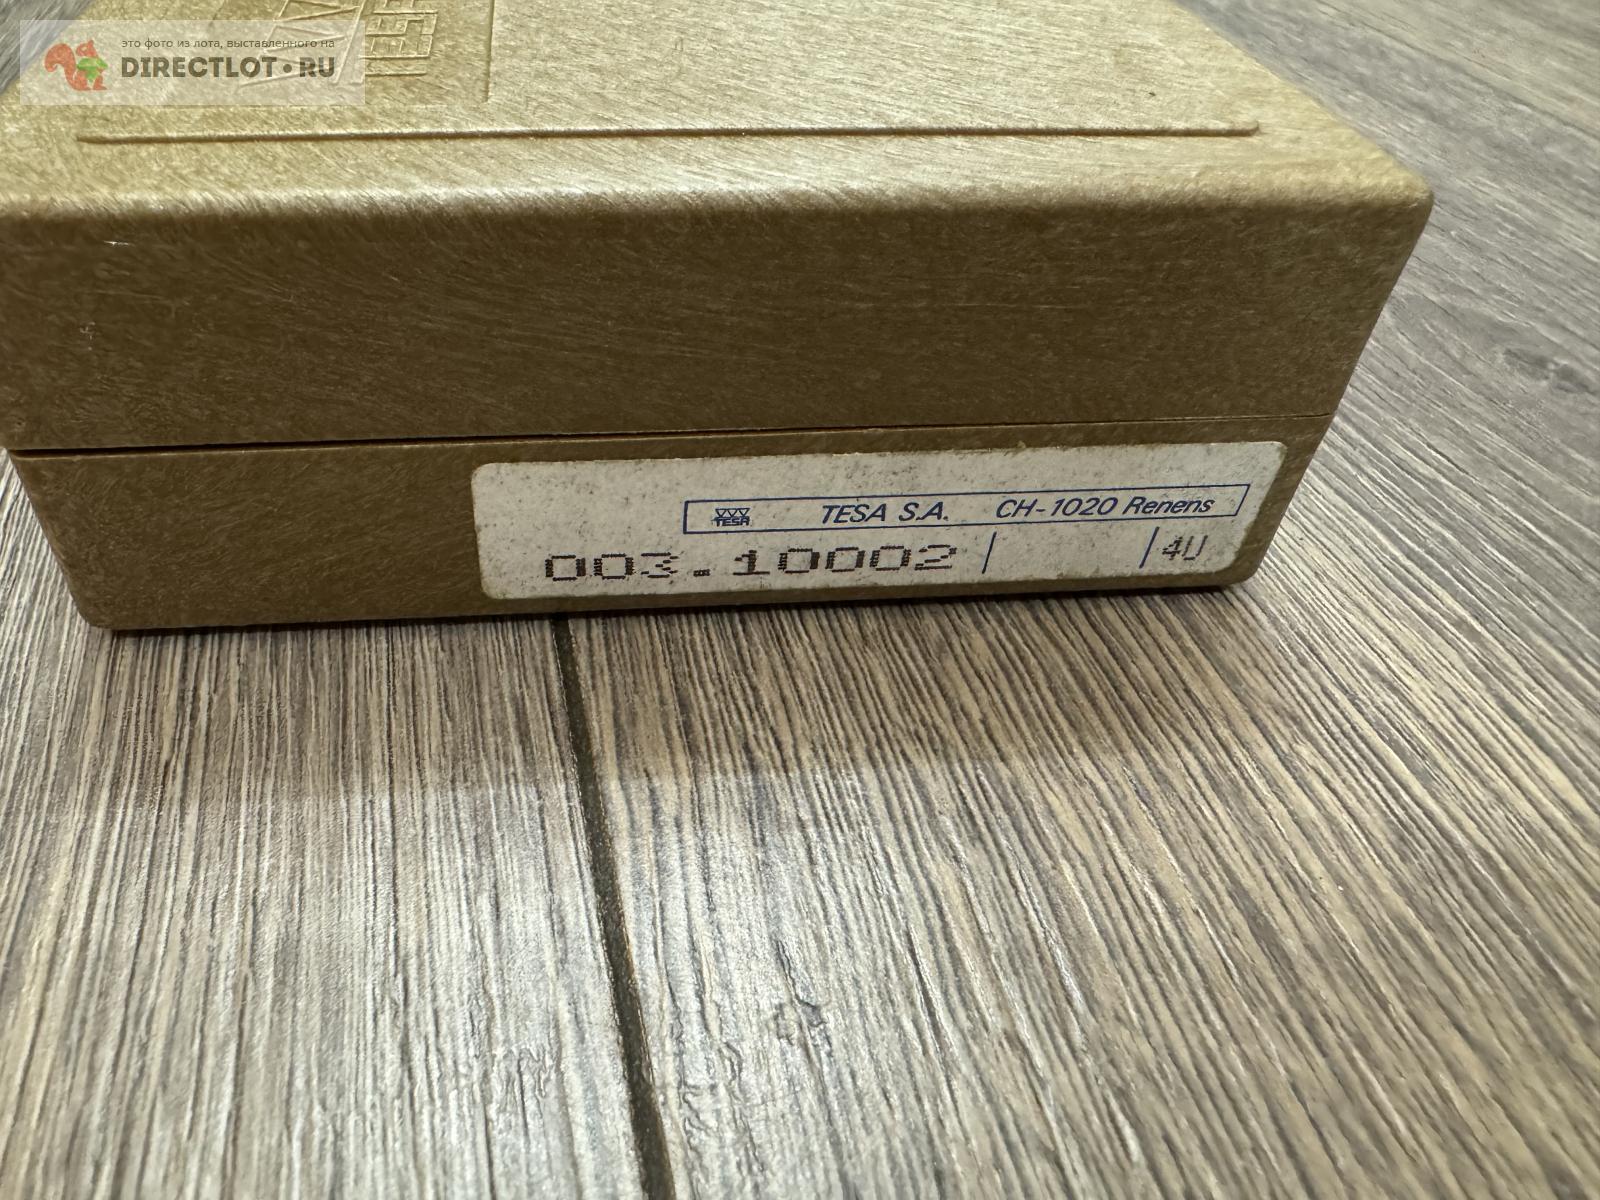 это фото из лота, выставленного на
DIRECTLOT.RU
TESA
TESA S.A. CH-1020 Renens
003.10002 4U